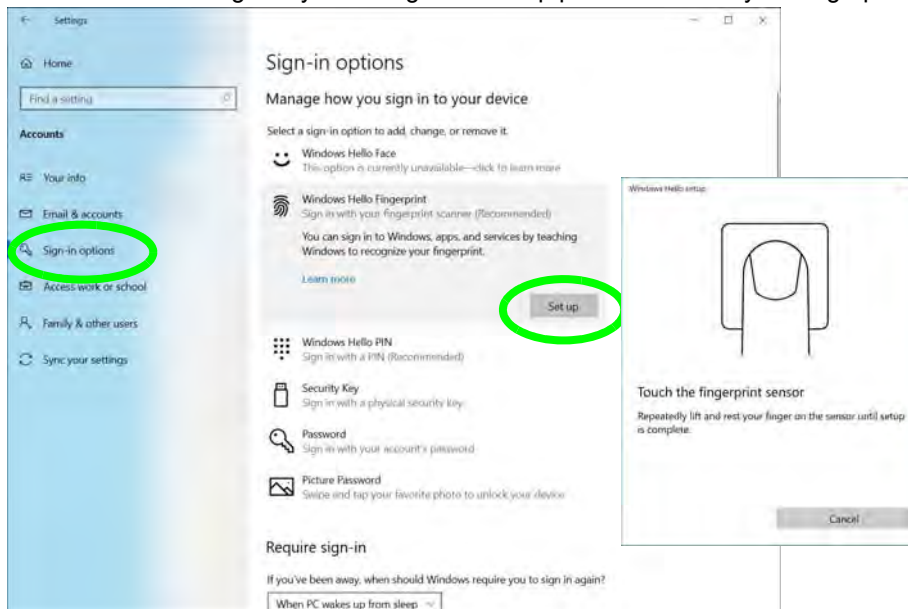 Settings
Home
Sign-in options
Find a setting
Manage how you sign in to your device
Accounts
Select a sign-in option to add, change, or remove it.
Windows Hello Face
This option is currently unavailable—click to learn more
Your info
Windows Hello Fingerprint
Sign in with your fingerprint scanner (Recommended)
Email & accounts
You can sign in to Windows, apps, and services by teaching
Windows to recognize your fingerprint.
Sign-in options
Learn more
Access work or school
Set up
Family & other users
Windows Hello PIN
Sign in with a PIN (Recommended)
Sync your settings
Security Key
Sign in with a physical security key
Password
Sign in with your account's password
Picture Password
Swipe and tap your favorite photo to unlock your device
Require sign-in
If you've been away, when should Windows require you to sign in again?
When PC wakes up from sleep
Windows Hello setup
Touch the fingerprint sensor
Repeatedly lift and rest your finger on the sensor until setup
is complete.
Cancel